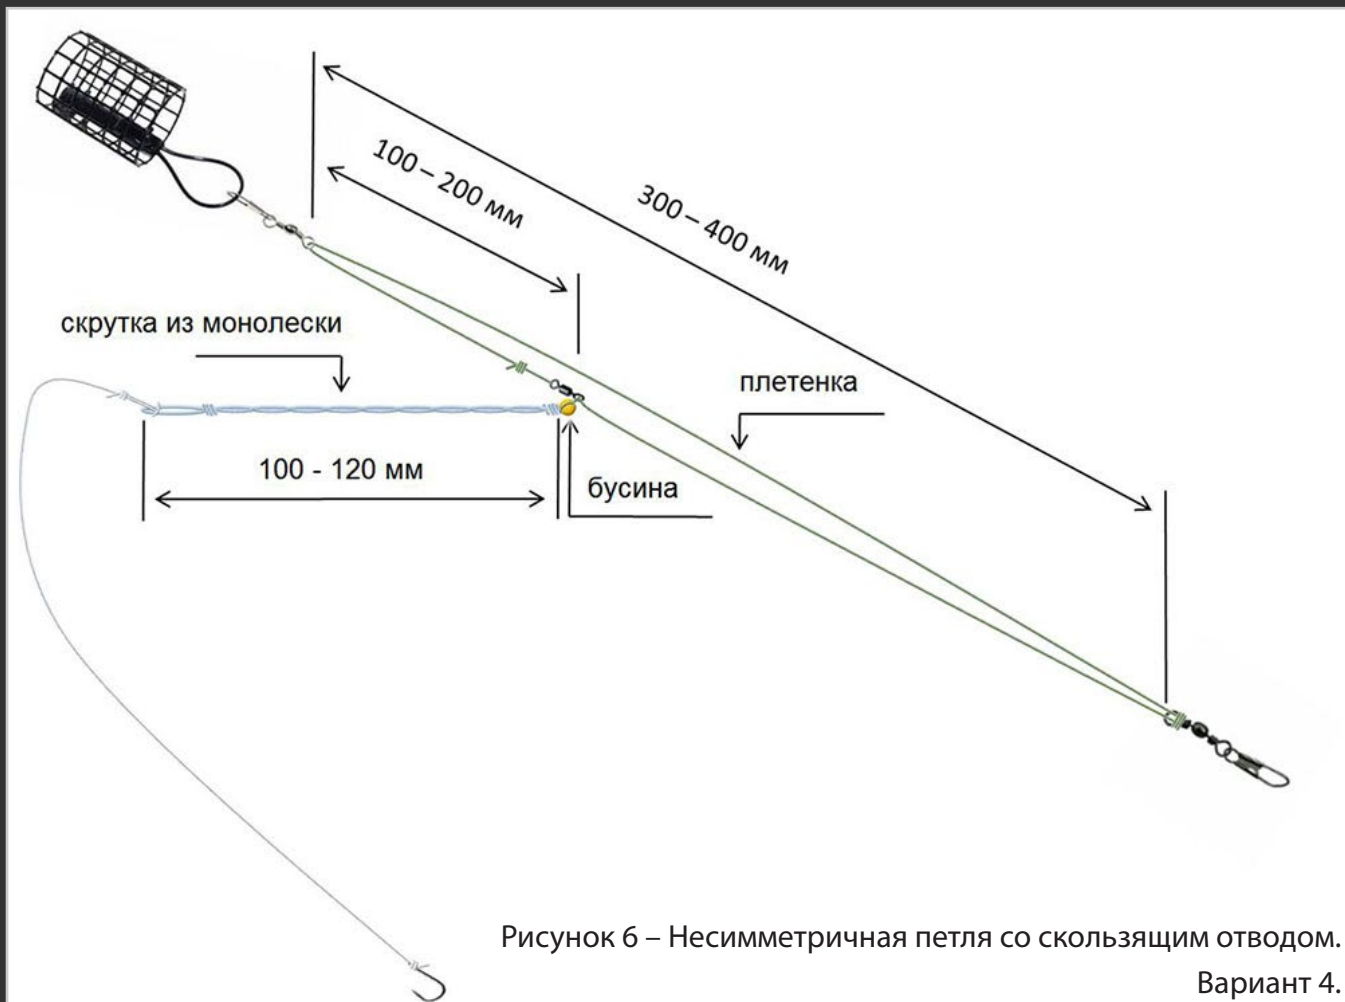 100 – 200 мм
300 – 400 мм
скрутка из монолески
плетенка
100 - 120 мм
бусина
Рисунок 6 – Несимметричная петля со скользящим отводом.
Вариант 4.